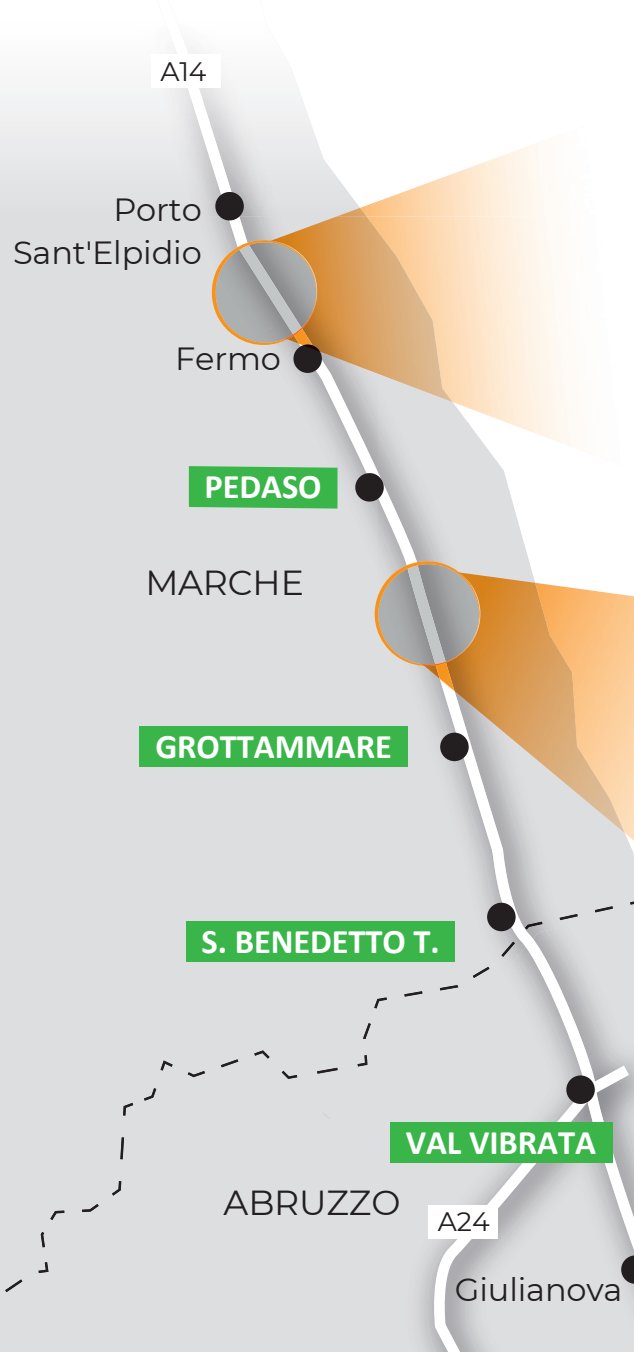 A14
Porto
Sant'Elpidio
Fermo
PEDASO
MARCHE
GROTTAMMARE
S. BENEDETTO T.
VAL VIBRATA
ABRUZZO
A24
Giulianova